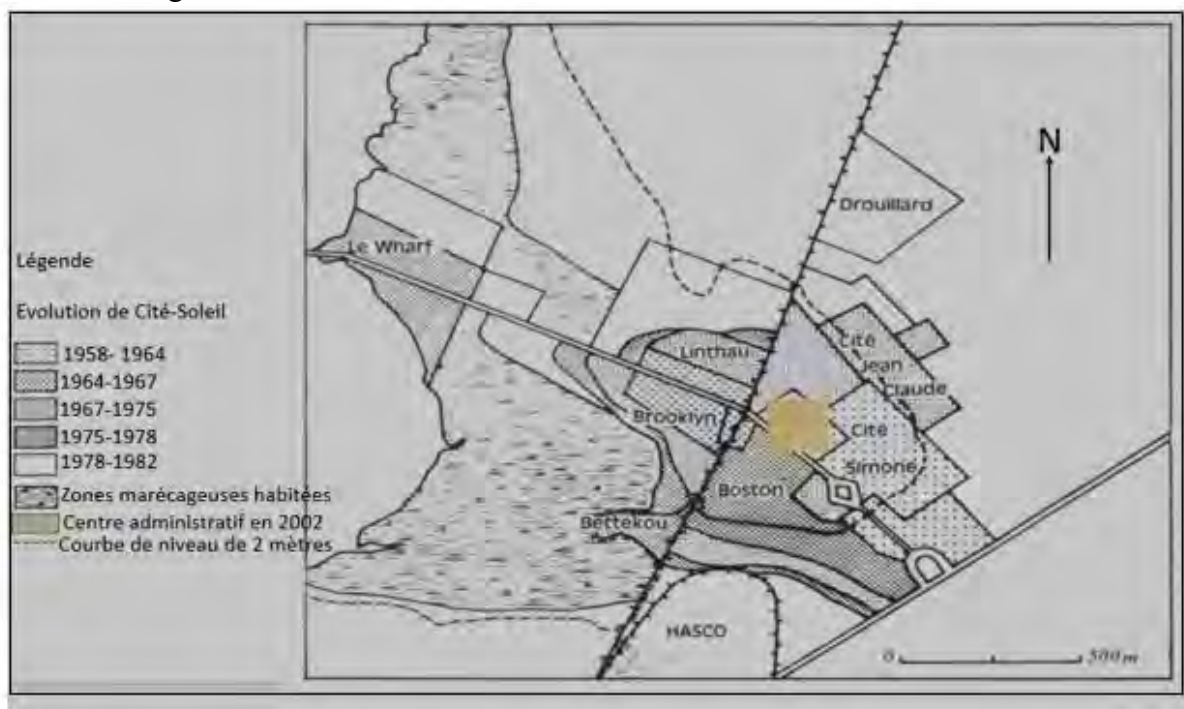 N
Drouillard
Le Wharf
Légende
Evolution de Cité-Soleil
1958- 1964
1964-1967
1967-1975
1975-1978
1978-1982
Zones marécageuses habitées
Centre administratif en 2002
Courbe de niveau de 2 mètres
Linthau
Cité
Jean
Claude
Brooklyn
Cité
Simone
Boston
Bettekou
HASCO
0 500 m